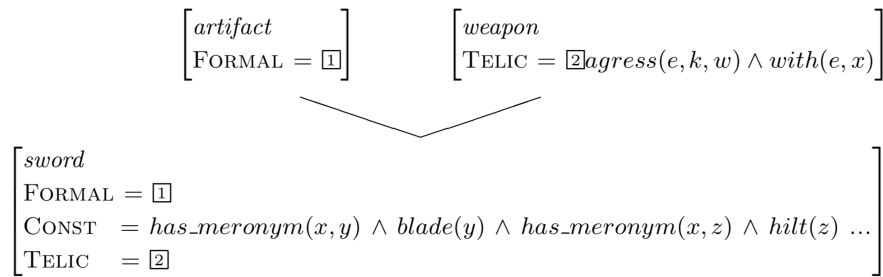 artifact
FORMAL = 1
weapon
TELIC = 2agress(e, k, w) ∧ with(e, x)
sword
FORMAL = 1
CONST = has_meronym(x, y) ∧ blade(y) ∧ has_meronym(x, z) ∧ hilt(z) ...
TELIC = 2